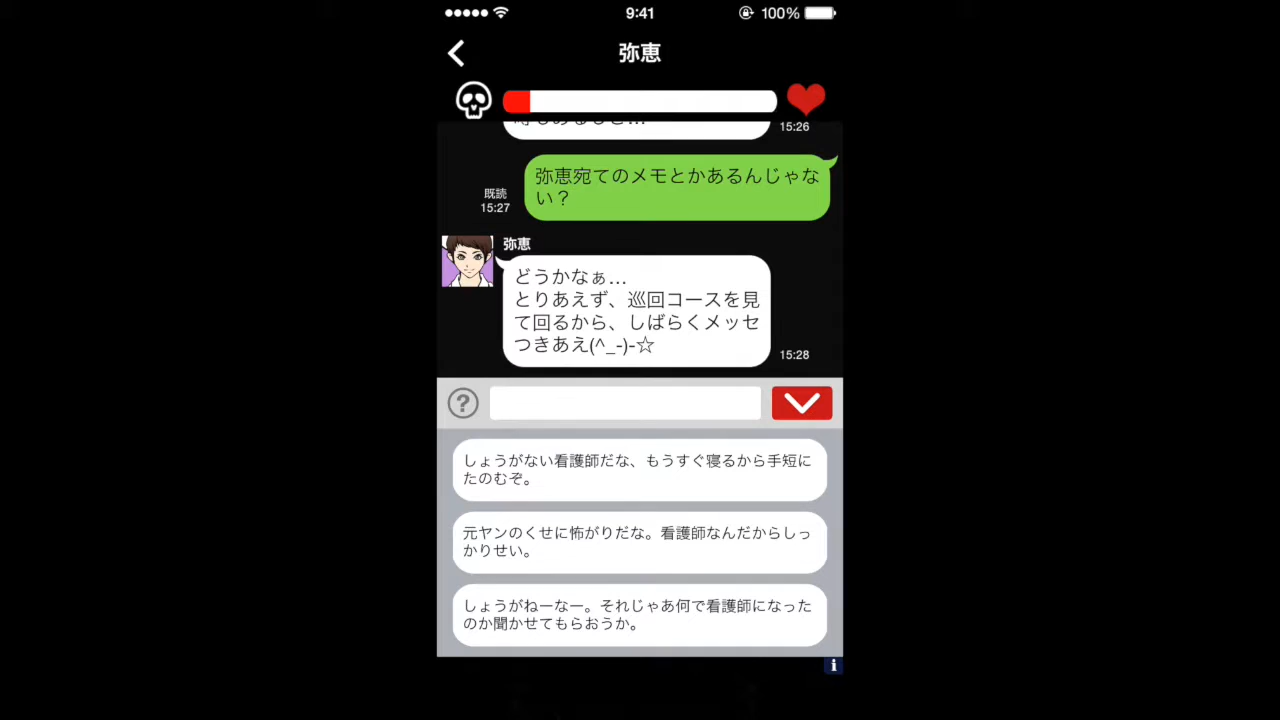 9:41
100%
弥恵
15:26
弥恵宛てのメモとかあるんじゃな
い？
既読
15:27
弥恵
どうかなぁ…
とりあえず、巡回コースを見
て回るから、しばらくメッセ
つきあえ(^_-)-☆
15:28
?
しょうがない看護師だな、もうすぐ寝るから手短に
たのむぞ。
元ヤンのくせに怖がりだな。看護師なんだからしっ
かりせい。
しょうがねーなー。それじゃあ何で看護師になった
のか聞かせてもらおうか。
i